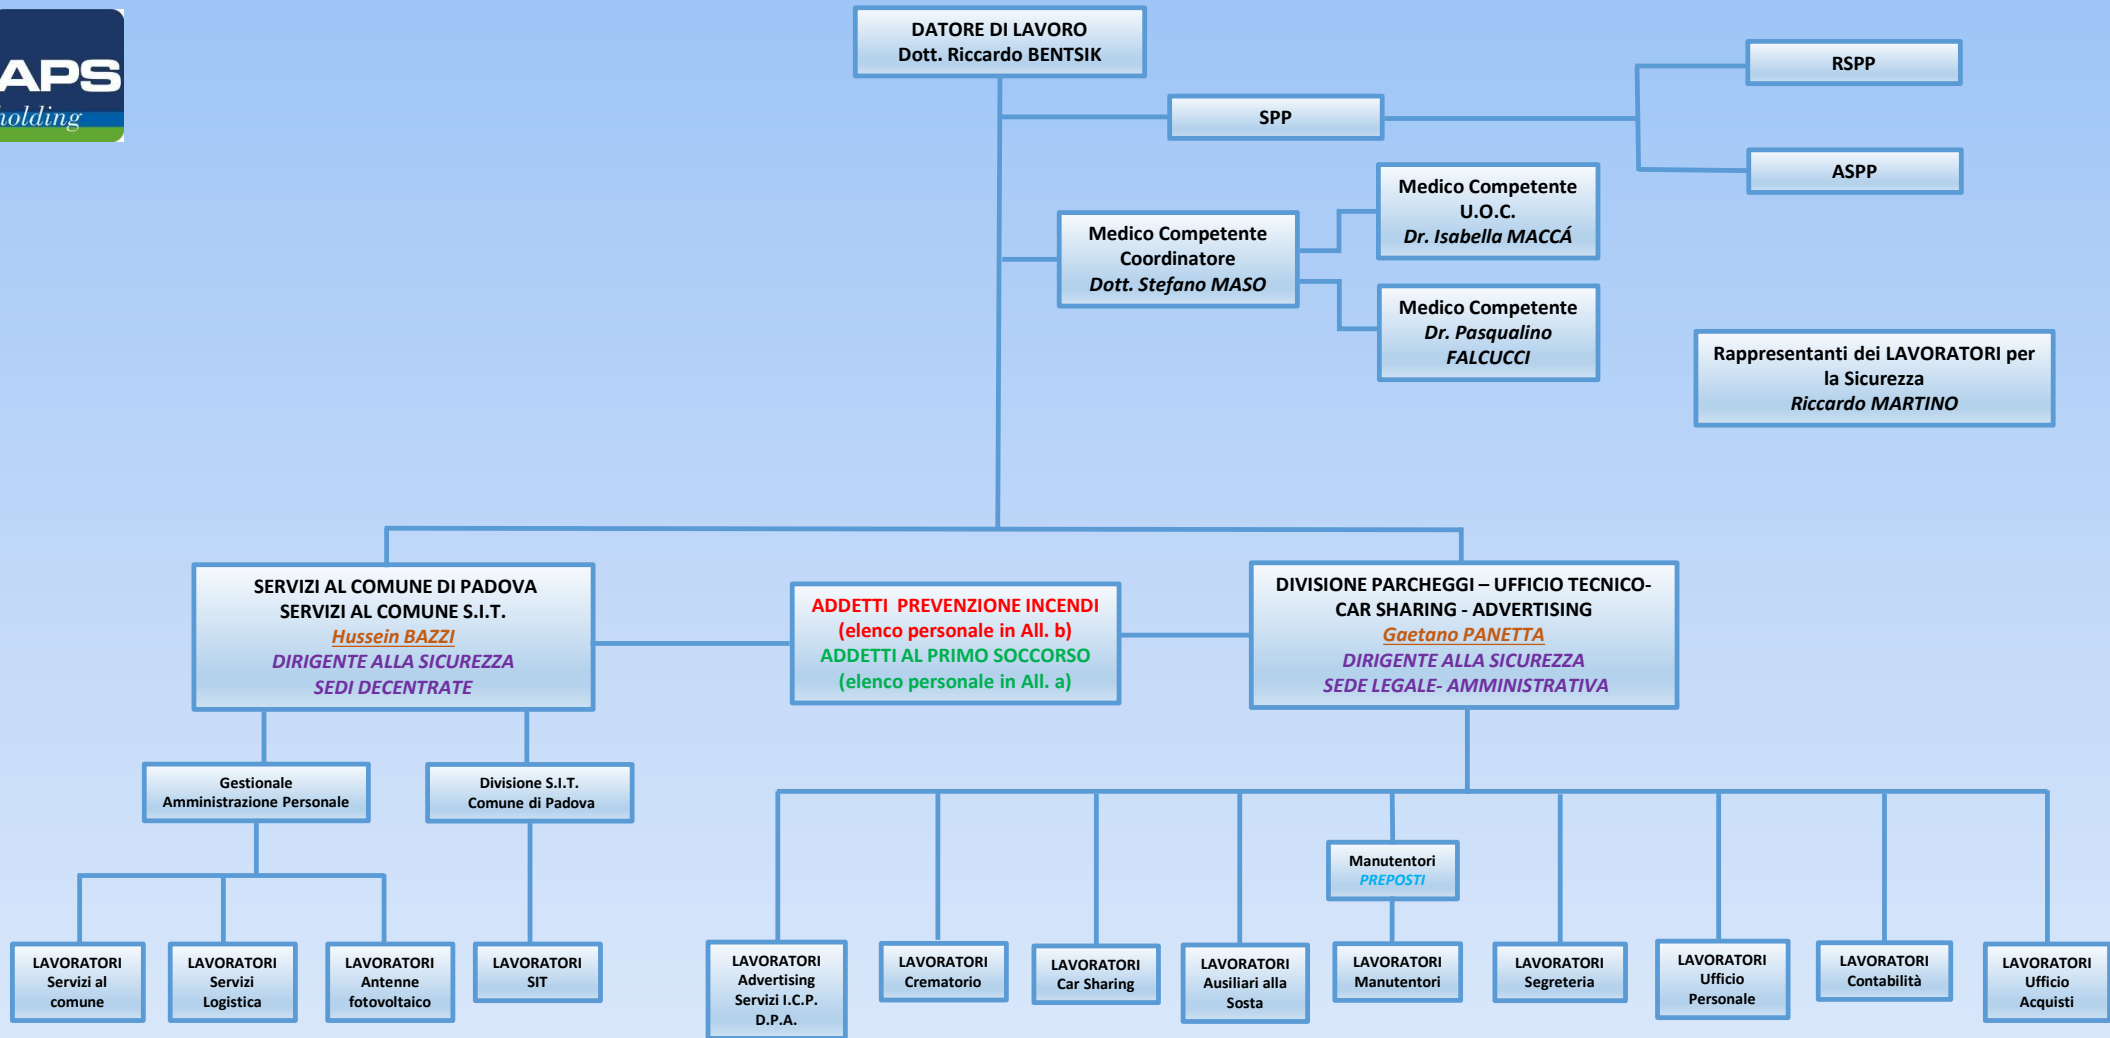 APS
holding
DATORE DI LAVORO
Dott. Riccardo BENTSIK
RSPP
SPP
ASPP
Medico Competente
U.O.C.
Dr. Isabella MACCÁ
Medico Competente
Coordinatore
Dott. Stefano MASO
Medico Competente
Dr. Pasqualino
FALCUCCI
Rappresentanti dei LAVORATORI per
la Sicurezza
Riccardo MARTINO
SERVIZI AL COMUNE DI PADOVA
SERVIZI AL COMUNE S.I.T.
Hussein BAZZI
DIRIGENTE ALLA SICUREZZA
SEDI DECENTRATE
ADDETTI PREVENZIONE INCENDI
(elenco personale in All. b)
ADDETTI AL PRIMO SOCCORSO
(elenco personale in All. a)
DIVISIONE PARCHEGGI – UFFICIO TECNICO-
CAR SHARING - ADVERTISING
Gaetano PANETTA
DIRIGENTE ALLA SICUREZZA
SEDE LEGALE- AMMINISTRATIVA
Gestionale
Amministrazione Personale
Divisione S.I.T.
Comune di Padova
Manutentori
PREPOSTI
LAVORATORI
Servizi al
comune
LAVORATORI
Servizi
Logistica
LAVORATORI
Antenne
fotovoltaico
LAVORATORI
SIT
LAVORATORI
Advertising
Servizi I.C.P.
D.P.A.
LAVORATORI
Crematorio
LAVORATORI
Car Sharing
LAVORATORI
Ausiliari alla
Sosta
LAVORATORI
Manutentori
LAVORATORI
Segreteria
LAVORATORI
Ufficio
Personale
LAVORATORI
Contabilità
LAVORATORI
Ufficio
Acquisti